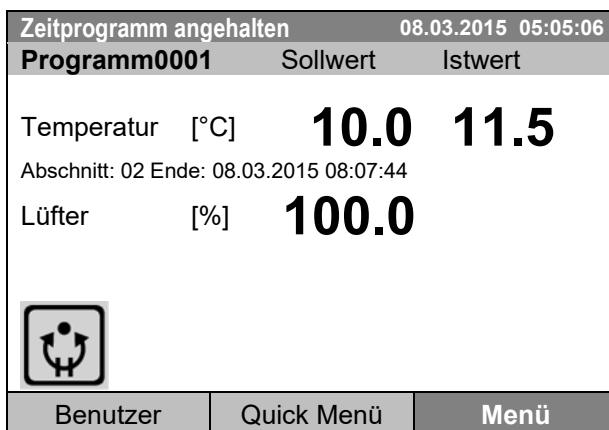 Zeitprogramm angehalten 08.03.2015 05:05:06
Programm0001 Sollwert Istwert
Temperatur [°C] 10.0 11.5
Abschnitt: 02 Ende: 08.03.2015 08:07:44
Lüfter [%] 100.0
Benutzer Quick Menü Menü